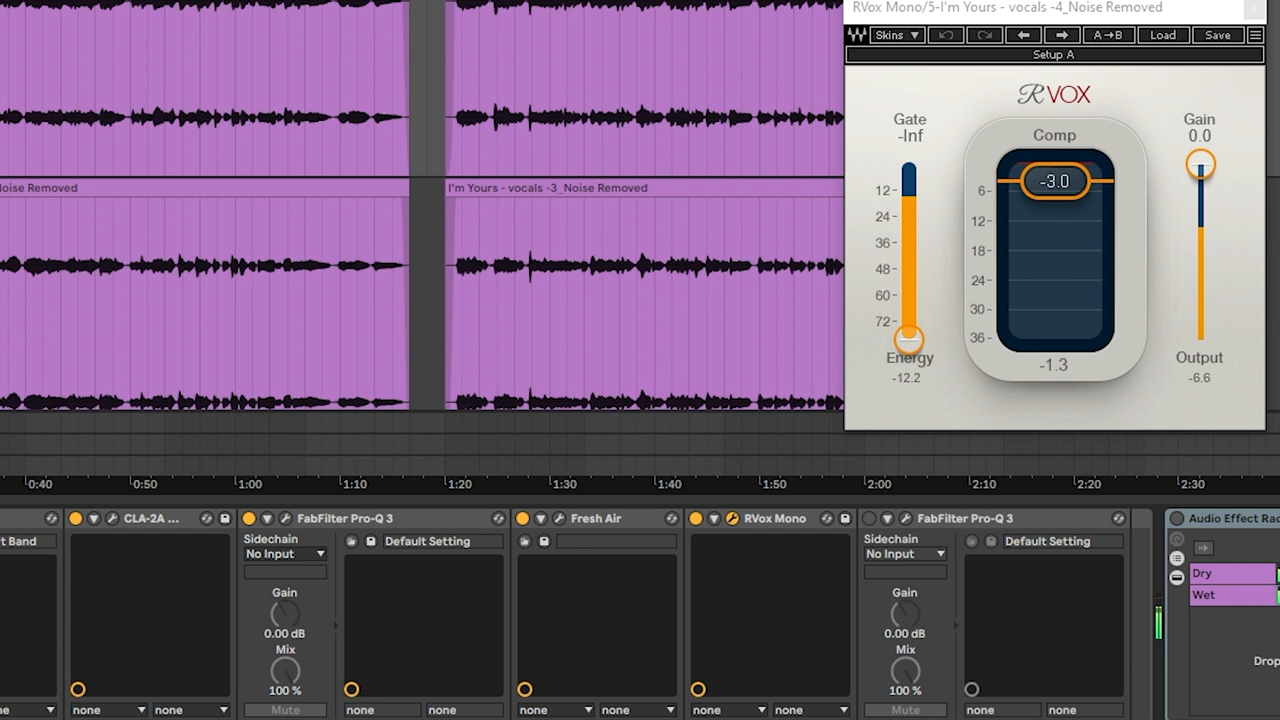 RVox Mono/5-I'm Yours - vocals -4_Noise Removed
Skins A→B Load Save
Setup A
RVOX
Gate
-Inf
Comp
Gain
0.0
-3.0
12
24
36
48
60
72
6
12
18
24
30
36
Energy
-12.2
-1.3
Output
-6.6
oise Removed
I'm Yours - vocals -3_Noise Removed
0:40 0:50 1:00 1:10 1:20 1:30 1:40 1:50 2:00 2:10 2:20 2:30
CLA-2A ... FabFilter Pro-Q 3 Fresh Air RVox Mono FabFilter Pro-Q 3 Audio Effect Rac
t Band
Sidechain
No Input
Default Setting
Gain
0.00 dB
Mix
100 %
Mute
Sidechain
No Input
Default Setting
Gain
0.00 dB
Mix
100 %
Mute
Dry
Wet
Drop
ne none none none none none none none none none none